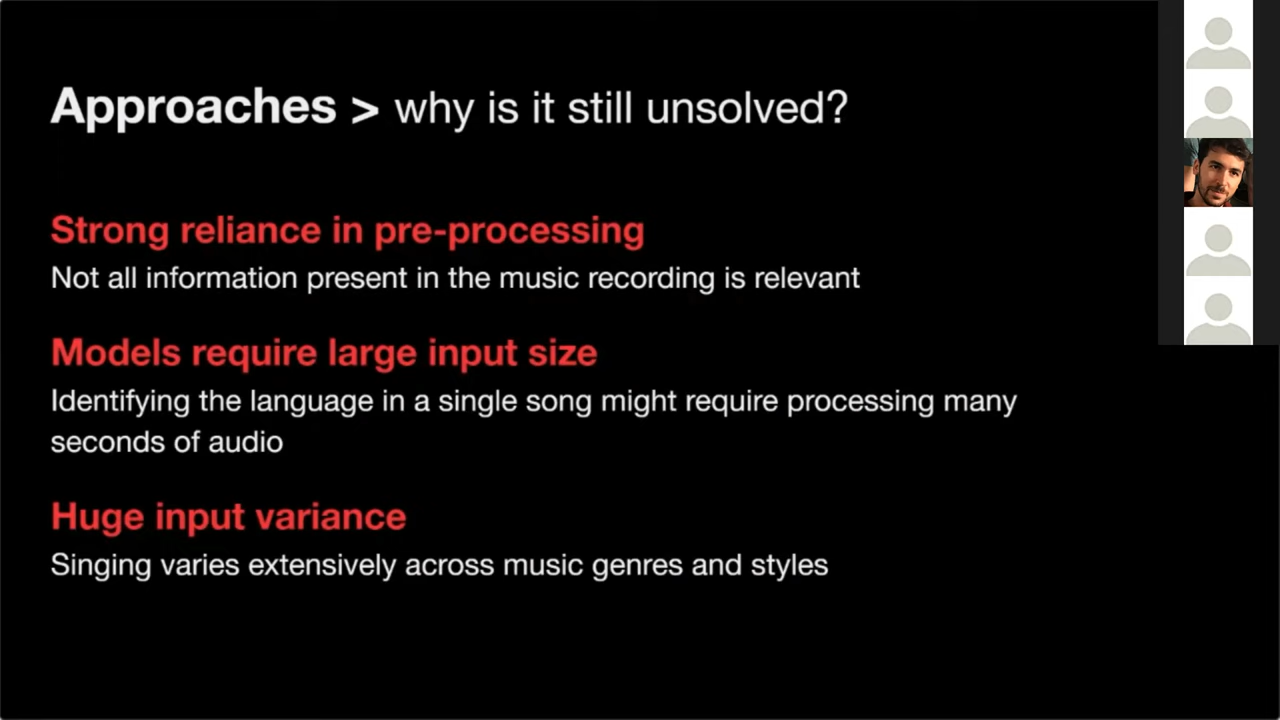 Approaches > why is it still unsolved?
Strong reliance in pre-processing
Not all information present in the music recording is relevant
Models require large input size
Identifying the language in a single song might require processing many
seconds of audio
Huge input variance
Singing varies extensively across music genres and styles